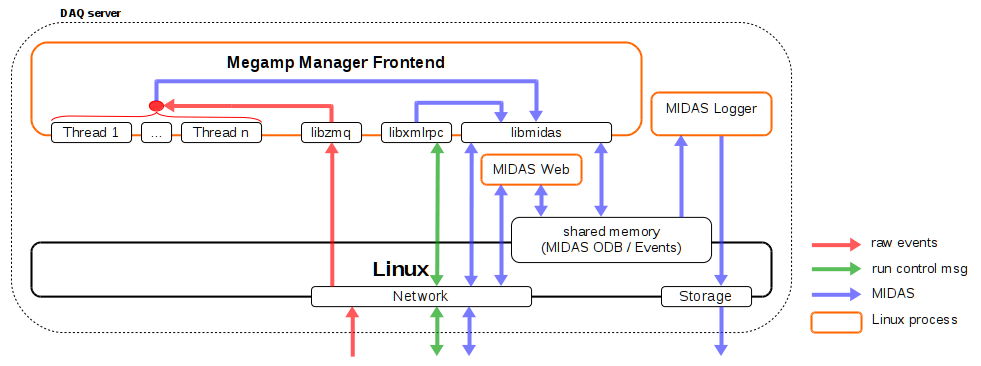 DAQ server
Megamp Manager Frontend
MIDAS Logger
Thread 1
...
Thread n
libzmq
libxmlrpc
libmidas
MIDAS Web
shared memory
(MIDAS ODB / Events)
Linux
Network
Storage
raw events
run control msg
MIDAS
Linux process